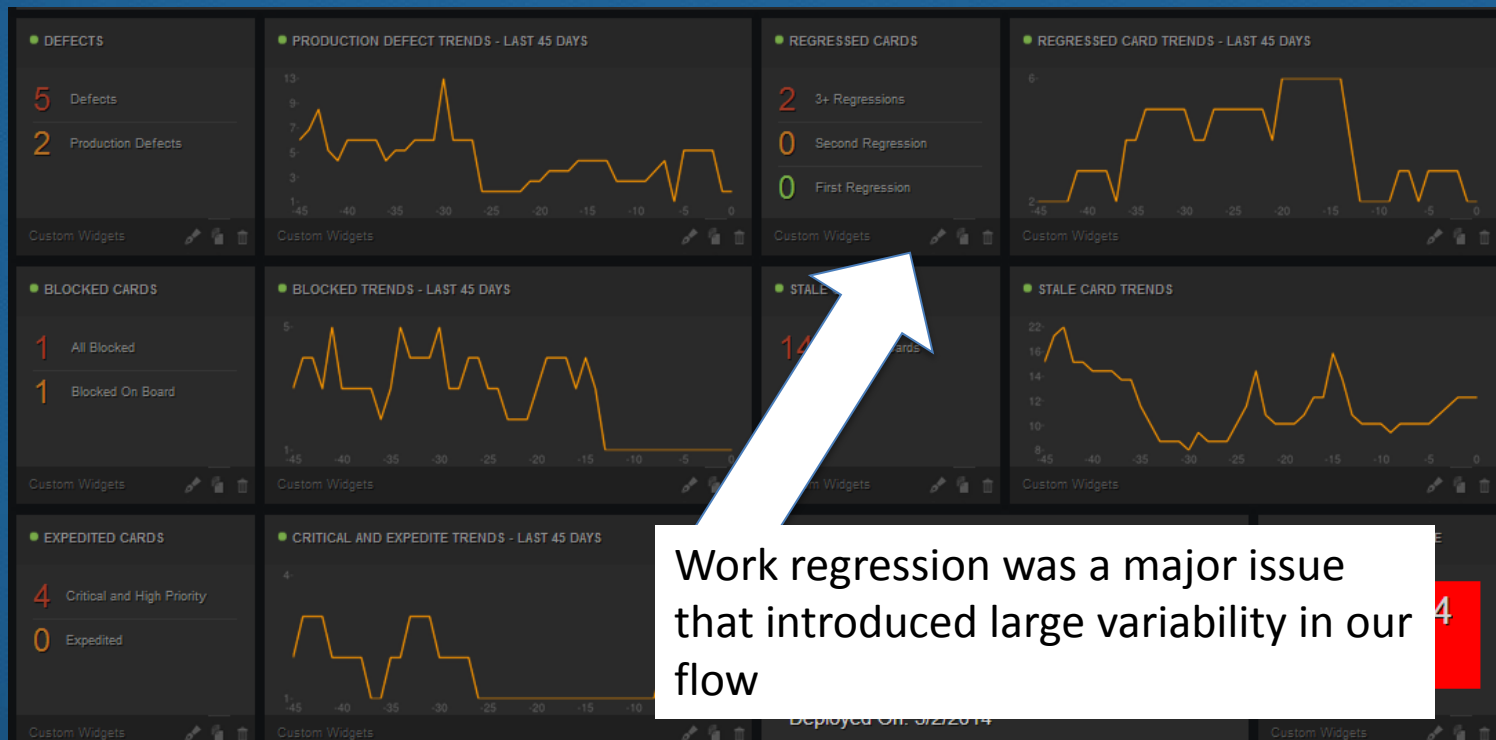 DEFECTS
5 Defects
2 Production Defects
Custom Widgets
PRODUCTION DEFECT TRENDS - LAST 45 DAYS
13
9
7
5
3
1
-45 -40 -35 -30 -25 -20 -15 -10 -5 0
Custom Widgets
REGRESSED CARDS
2 3+ Regressions
0 Second Regression
0 First Regression
Custom Widgets
REGRESSED CARD TRENDS - LAST 45 DAYS
6
2
-45 -40 -35 -30 -25 -20 -15 -10 -5 0
Custom Widgets
BLOCKED CARDS
1 All Blocked
1 Blocked On Board
Custom Widgets
BLOCKED TRENDS - LAST 45 DAYS
5
1
-45 -40 -35 -30 -25 -20 -15 -10 -5 0
Custom Widgets
STALE
14
Widgets
STALE CARD TRENDS
22
16
14
12
10
8
-45 -40 -35 -30 -25 -20 -15 -10 -5 0
Custom Widgets
EXPEDITED CARDS
4 Critical and High Priority
0 Expedited
Custom Widgets
CRITICAL AND EXPEDITE TRENDS - LAST 45 DAYS
4
1
-45 -40 -35 -30 -25 -20 -15 -10
Custom Widgets
Work regression was a major issue
that introduced large variability in our
flow
4
Deployed On: 3/2/2014
Custom Widgets